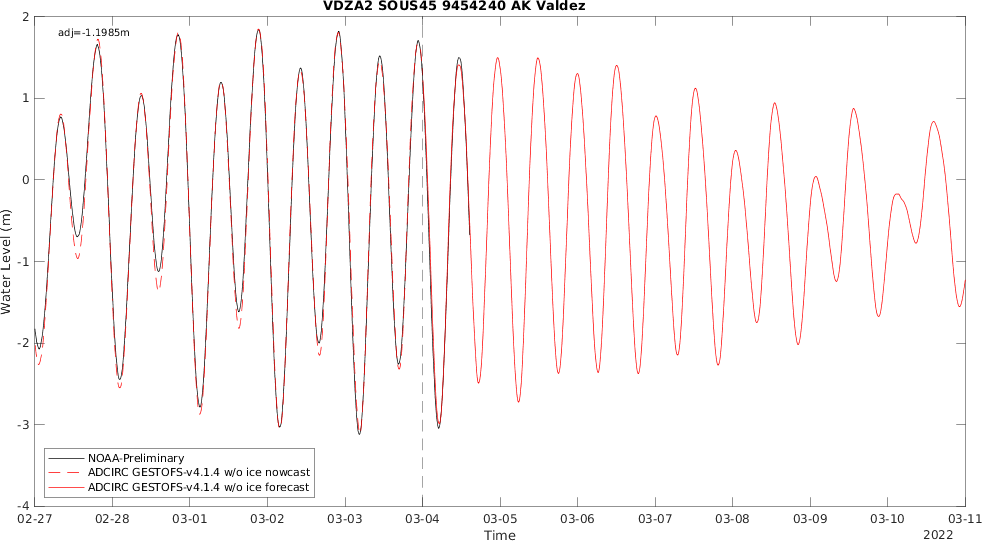 VDZA2 SOUS45 9454240 AK Valdez
adj=-1.1985m
2
1
0
-1
-2
-3
-4
Water Level (m)
NOAA-Preliminary
ADCIRC GESTOFS-v4.1.4 w/o ice nowcast
ADCIRC GESTOFS-v4.1.4 w/o ice forecast
02-27 02-28 03-01 03-02 03-03 03-04 03-05 03-06 03-07 03-08 03-09 03-10 03-11
Time
2022